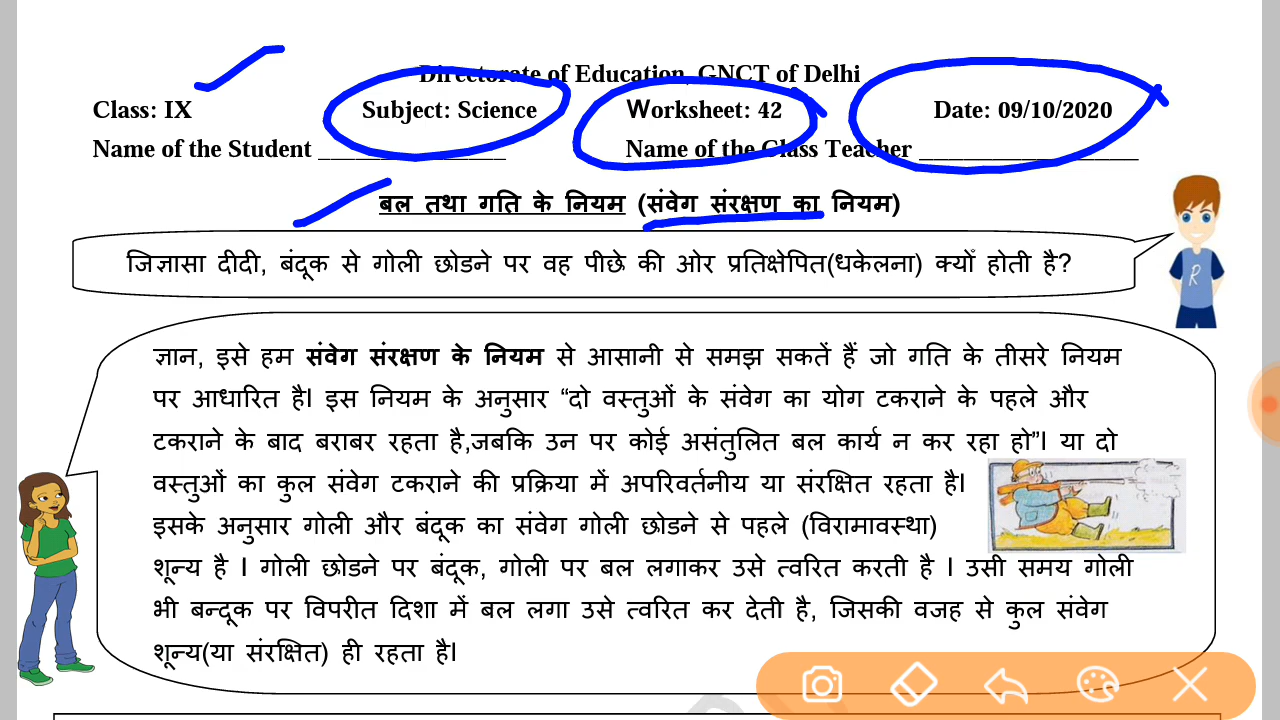 Directorate of Education, GNCT of Delhi
Class: IX Subject: Science Worksheet: 42 Date: 09/10/2020
Name of the Student _______________ Name of the Class Teacher _________________
बल तथा गति के नियम (संवेग संरक्षण का नियम)
जिज्ञासा दीदी, बंदूक से गोली छोडने पर वह पीछे की ओर प्रतिक्षेपित(धकेलना) क्योँ होती है?
R
ज्ञान, इसे हम संवेग संरक्षण के नियम से आसानी से समझ सकतें हैं जो गति के तीसरे नियम
पर आधारित है। इस नियम के अनुसार “दो वस्तुओं के संवेग का योग टकराने के पहले और
टकराने के बाद बराबर रहता है,जबकि उन पर कोई असंतुलित बल कार्य न कर रहा हो”। या दो
वस्तुओं का कुल संवेग टकराने की प्रक्रिया में अपरिवर्तनीय या संरक्षित रहता है।
इसके अनुसार गोली और बंदूक का संवेग गोली छोडने से पहले (विरामावस्था)
शून्य है । गोली छोडने पर बंदूक, गोली पर बल लगाकर उसे त्वरित करती है । उसी समय गोली
भी बन्दूक पर विपरीत दिशा में बल लगा उसे त्वरित कर देती है, जिसकी वजह से कुल संवेग
शून्य(या संरक्षित) ही रहता है।